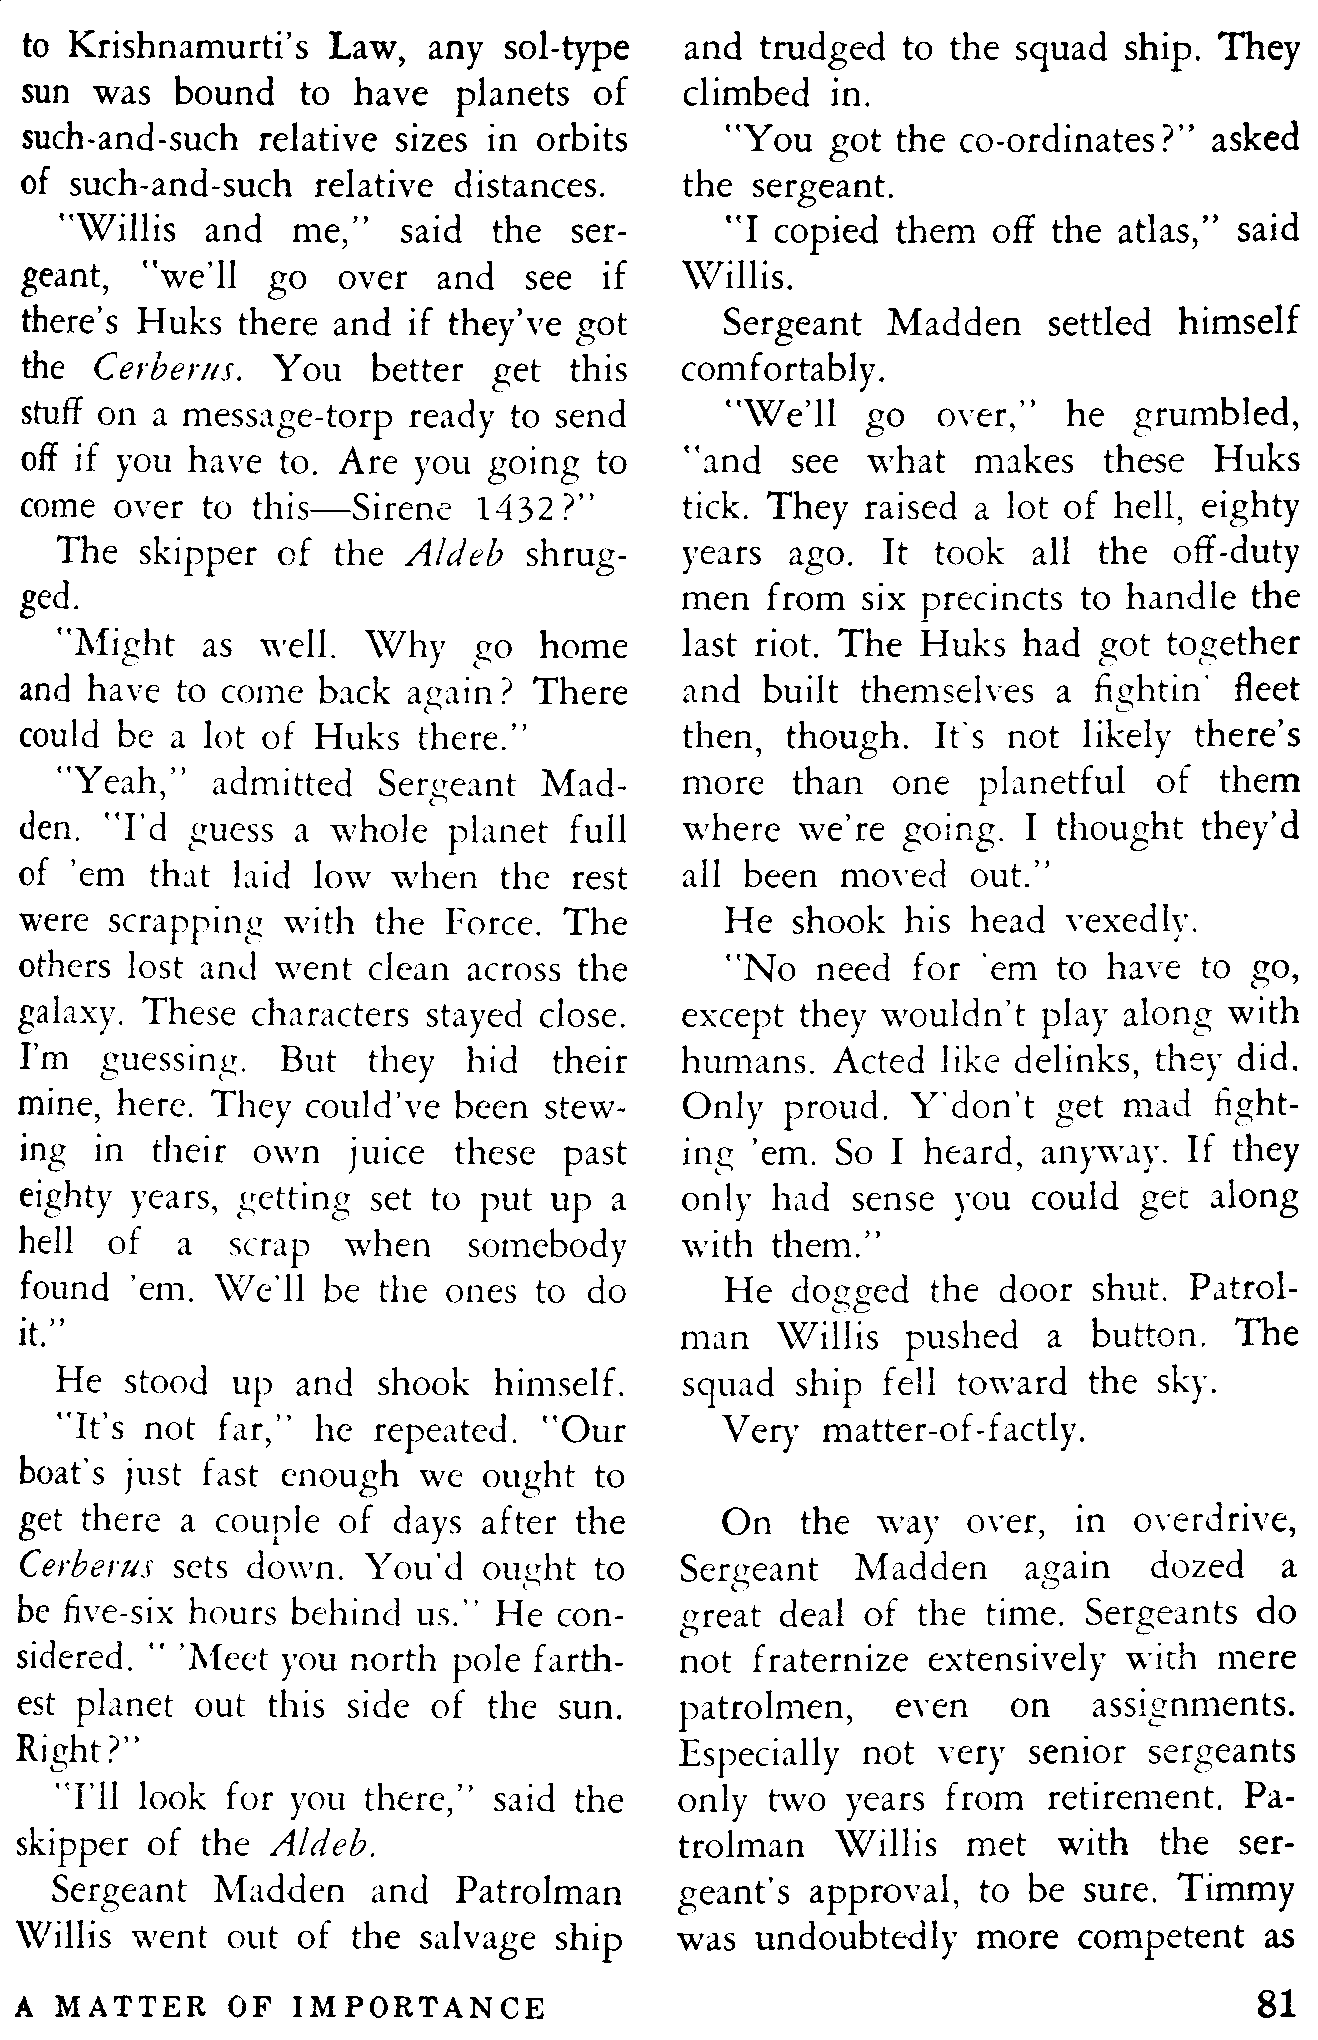 to Krishnamurti's Law, any sol-type
sun was bound to have planets of
such-and-such relative sizes in orbits
of such-and-such relative distances.
"Willis and me," said the ser-
geant, "we'll go over and see if
there's Huks there and if they've got
the Cerberus. You better get this
stuff on a message-torp ready to send
off if you have to. Are you going to
come over to this—Sirene 1432?"
The skipper of the Aldeb shrug-
ged.
"Might as well. Why go home
and have to come back again? There
could be a lot of Huks there."
"Yeah," admitted Sergeant Mad-
den. "I'd guess a whole planet full
of 'em that laid low when the rest
were scrapping with the Force. The
others lost and went clean across the
galaxy. These characters stayed close.
I'm guessing. But they hid their
mine, here. They could've been stew-
ing in their own juice these past
eighty years, getting set to put up a
hell of a scrap when somebody
found 'em. We'll be the ones to do
it."
He stood up and shook himself.
"It's not far," he repeated. "Our
boat's just fast enough we ought to
get there a couple of days after the
Cerberus sets down. You'd ought to
be five-six hours behind us." He con-
sidered. " 'Meet you north pole farth-
est planet out this side of the sun.
Right?"
"I'll look for you there," said the
skipper of the Aldeb.
Sergeant Madden and Patrolman
Willis went out of the salvage ship
and trudged to the squad ship. They
climbed in.
"You got the co-ordinates?" asked
the sergeant.
"I copied them off the atlas," said
Willis.
Sergeant Madden settled himself
comfortably.
"We'll go over," he grumbled,
"and see what makes these Huks
tick. They raised a lot of hell, eighty
years ago. It took all the off-duty
men from six precincts to handle the
last riot. The Huks had got together
and built themselves a fightin' fleet
then, though. It's not likely there's
more than one planetful of them
where we're going. I thought they'd
all been moved out."
He shook his head vexedly.
"No need for 'em to have to go,
except they wouldn't play along with
humans. Acted like delinks, they did.
Only proud. Y'don't get mad fight-
ing 'em. So I heard, anyway. If they
only had sense you could get along
with them."
He dogged the door shut. Patrol-
man Willis pushed a button. The
squad ship fell toward the sky.
Very matter-of-factly.
On the way over, in overdrive,
Sergeant Madden again dozed a
great deal of the time. Sergeants do
not fraternize extensively with mere
patrolmen, even on assignments.
Especially not very senior sergeants
only two years from retirement. Pa-
trolman Willis met with the ser-
geant's approval, to be sure. Timmy
was undoubtedly more competent as
A MATTER OF IMPORTANCE 81